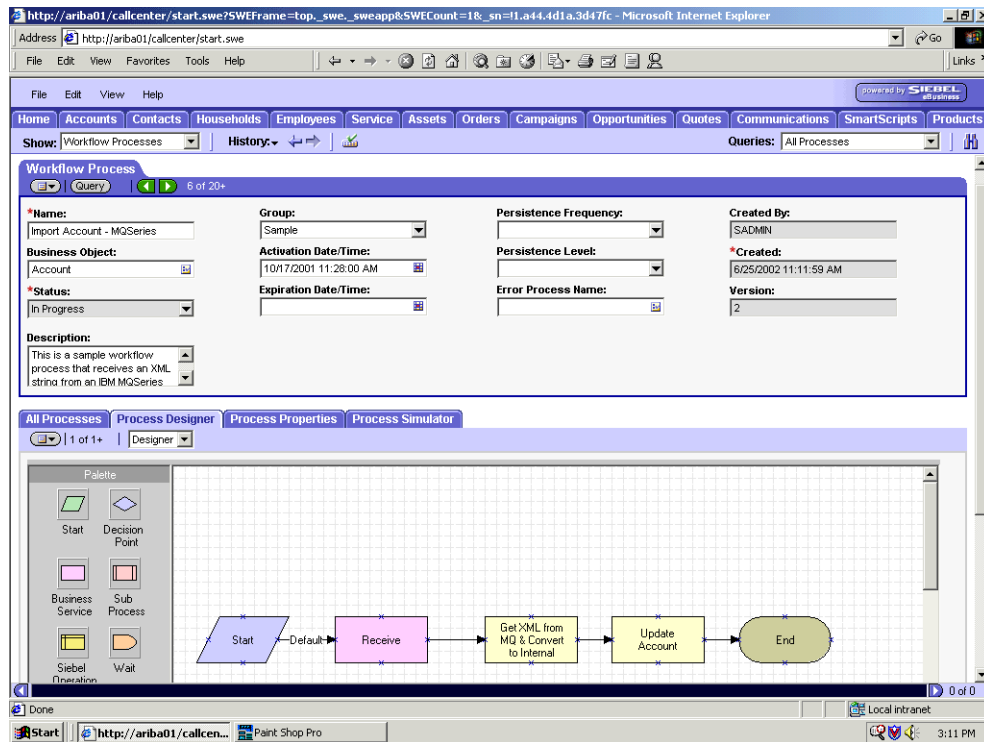 http://ariba01/callcenter/start.swe?SWEFrame=top._swe._sweapp&SWECount=1&_sn=!1.a44.4d1a.3d47fc - Microsoft Internet Explorer
Address http://ariba01/callcenter/start.swe Go
File Edit View Favorites Tools Help Links
File Edit View Help powered by SIEBEL eBusiness
Home Accounts Contacts Households Employees Service Assets Orders Campaigns Opportunities Quotes Communications SmartScripts Products
Show: Workflow Processes History: Queries: All Processes
Workflow Process
Query 6 of 20+
*Name: Group: Persistence Frequency: Created By:
Import Account - MQSeries Sample SADMIN
Business Object: Activation Date/Time: Persistence Level: *Created:
Account 10/17/2001 11:28:00 AM 6/25/2002 11:11:59 AM
*Status: Expiration Date/Time: Error Process Name: Version:
In Progress 2
Description:
This is a sample workflow
process that receives an XML
string from an IBM MQSeries
All Processes Process Designer Process Properties Process Simulator
1 of 1+ Designer
Palette
Start Decision Point
Business Service Sub Process
Siebel Operation Wait
Start Default Receive Get XML from MQ & Convert to Internal Update Account End
0 of 0
Done Local intranet
Start http://ariba01/callcen... Paint Shop Pro 3:11 PM